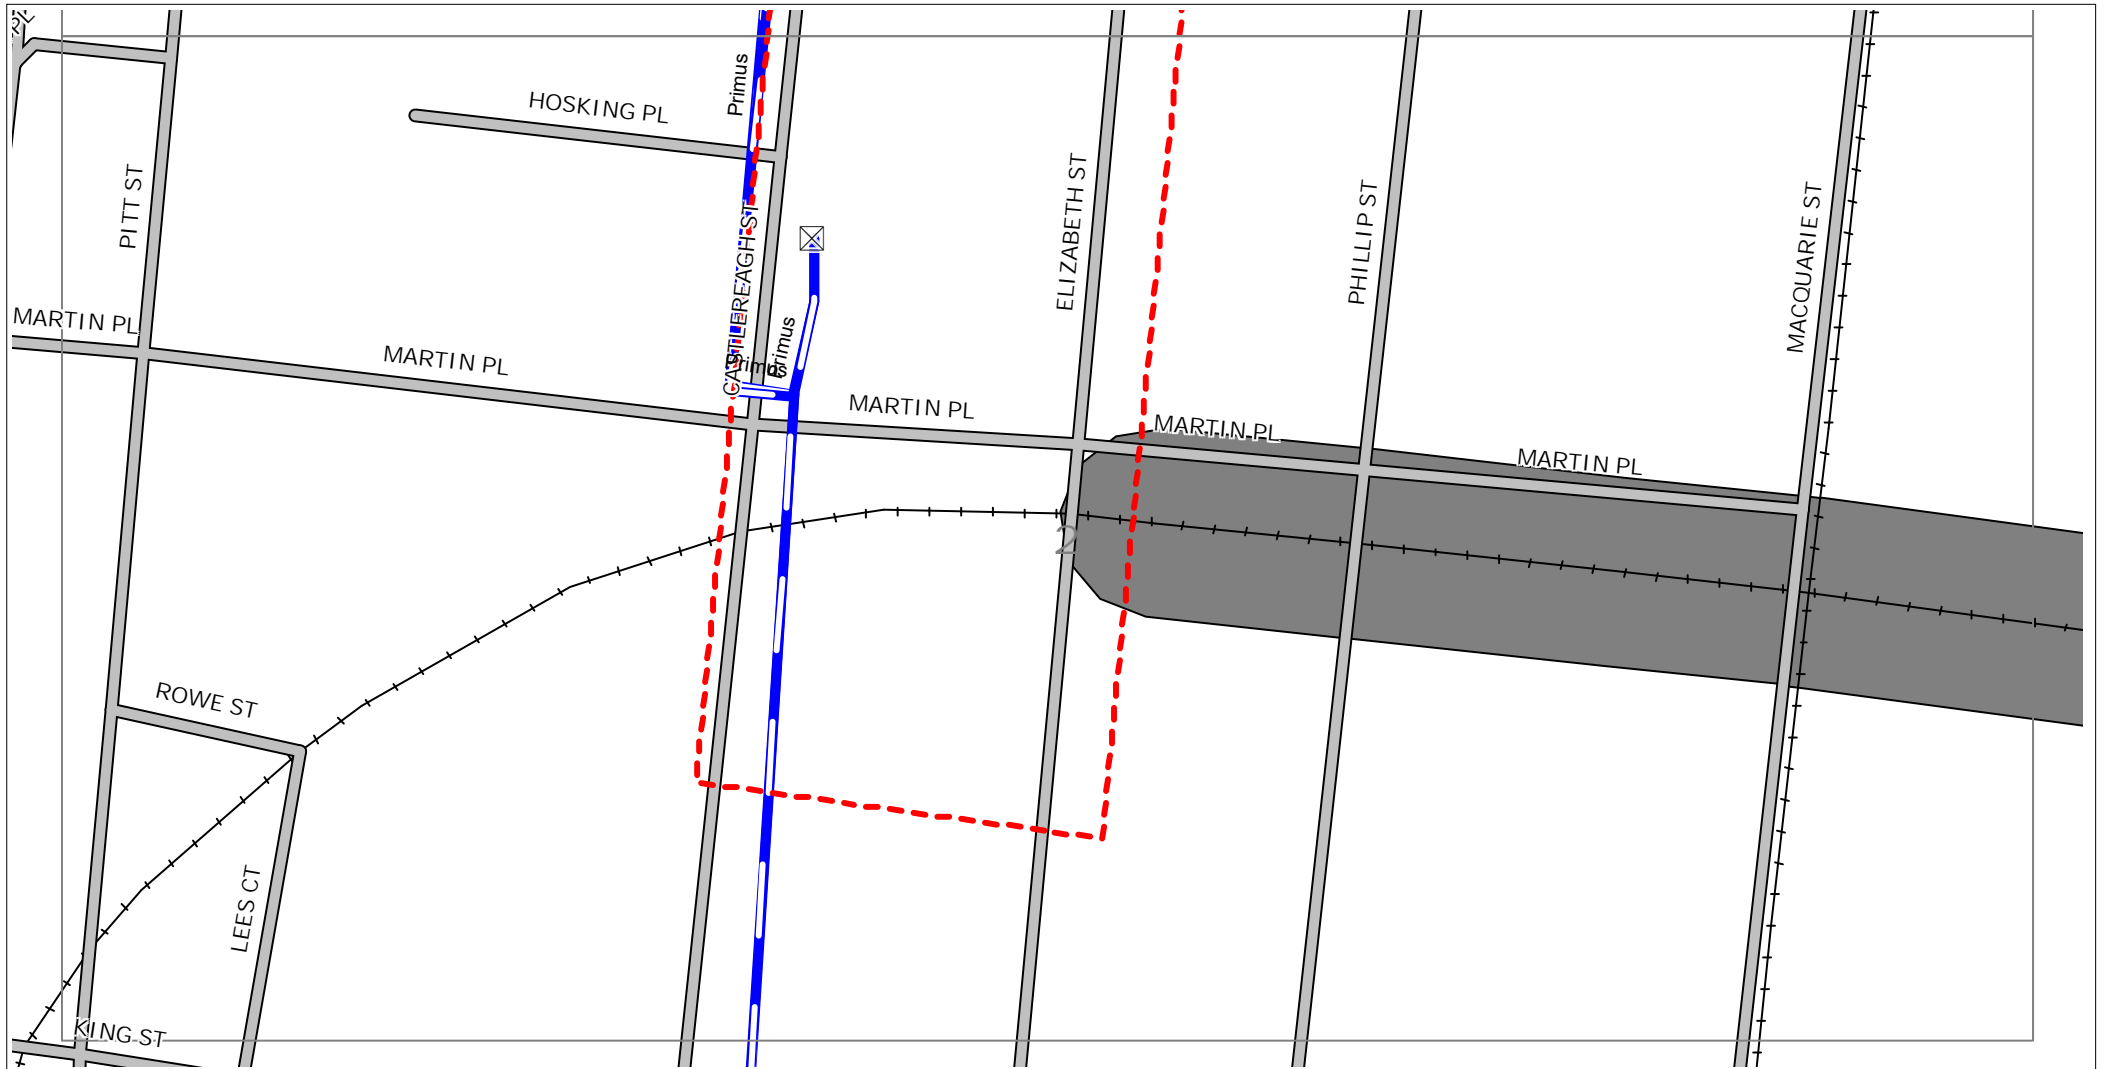 PL
Primus
HOSKING PL
PITT ST
CASTLEREAGH ST
ELIZABETH ST
PHILLIP ST
MACQUARIE ST
MARTIN PL
MARTIN PL
Primus
Primus
MARTIN PL
MARTIN PL
MARTIN PL
2
ROWE ST
LEES CT
KING ST